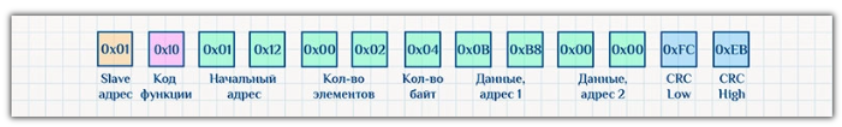 0x01 0x10 0x01 0x12 0x00 0x02 0x04 0x0B 0xB8 0x00 0x00 0xFC 0xEB
Slave Код Начальный Кол-во Кол-во Данные, Данные, CRC CRC
адрес функции адрес элементов байт адрес 1 адрес 2 Low High